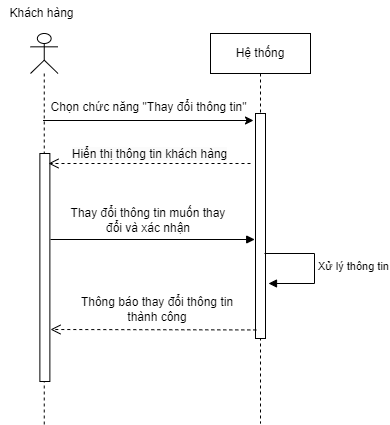 Khách hàng
Hệ thống
Chọn chức năng "Thay đổi thông tin"
Hiển thị thông tin khách hàng
Thay đổi thông tin muốn thay
đổi và xác nhận
Xử lý thông tin
Thông báo thay đổi thông tin
thành công